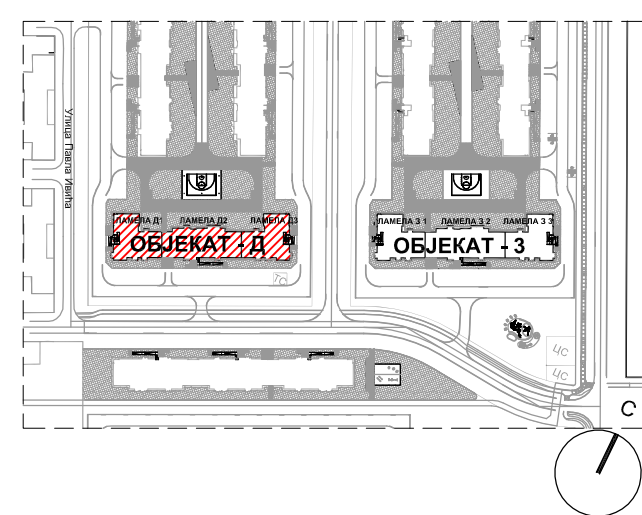 Улица Павла Ивића
ЛАМЕЛА Д1 ЛАМЕЛА Д2 ЛАМЕЛА Д3
ОБЈЕКАТ - Д
ЛАМЕЛА З 1 ЛАМЕЛА З 2 ЛАМЕЛА З 3
ОБЈЕКАТ - З
ТС
ЦС
ЦС
С